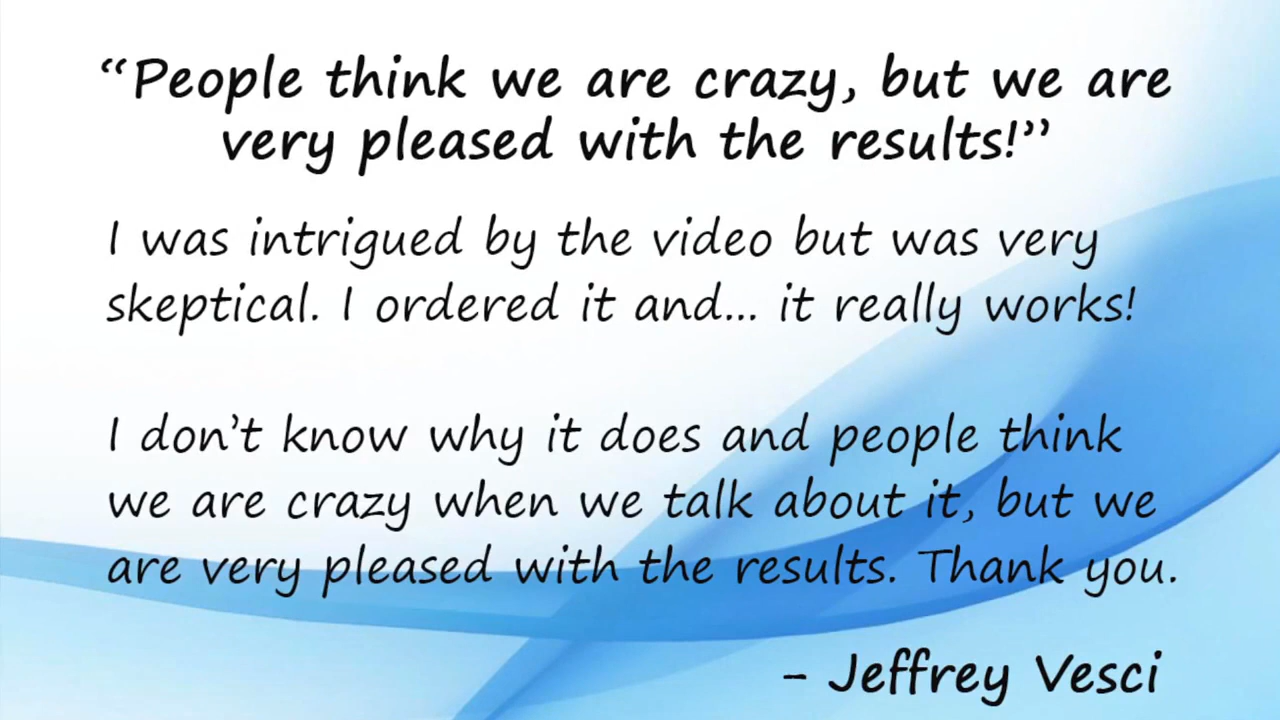 “People think we are crazy, but we are
very pleased with the results!”
I was intrigued by the video but was very
skeptical. I ordered it and... it really works!
I don’t know why it does and people think
we are crazy when we talk about it, but we
are very pleased with the results. Thank you.
– Jeffrey Vesci